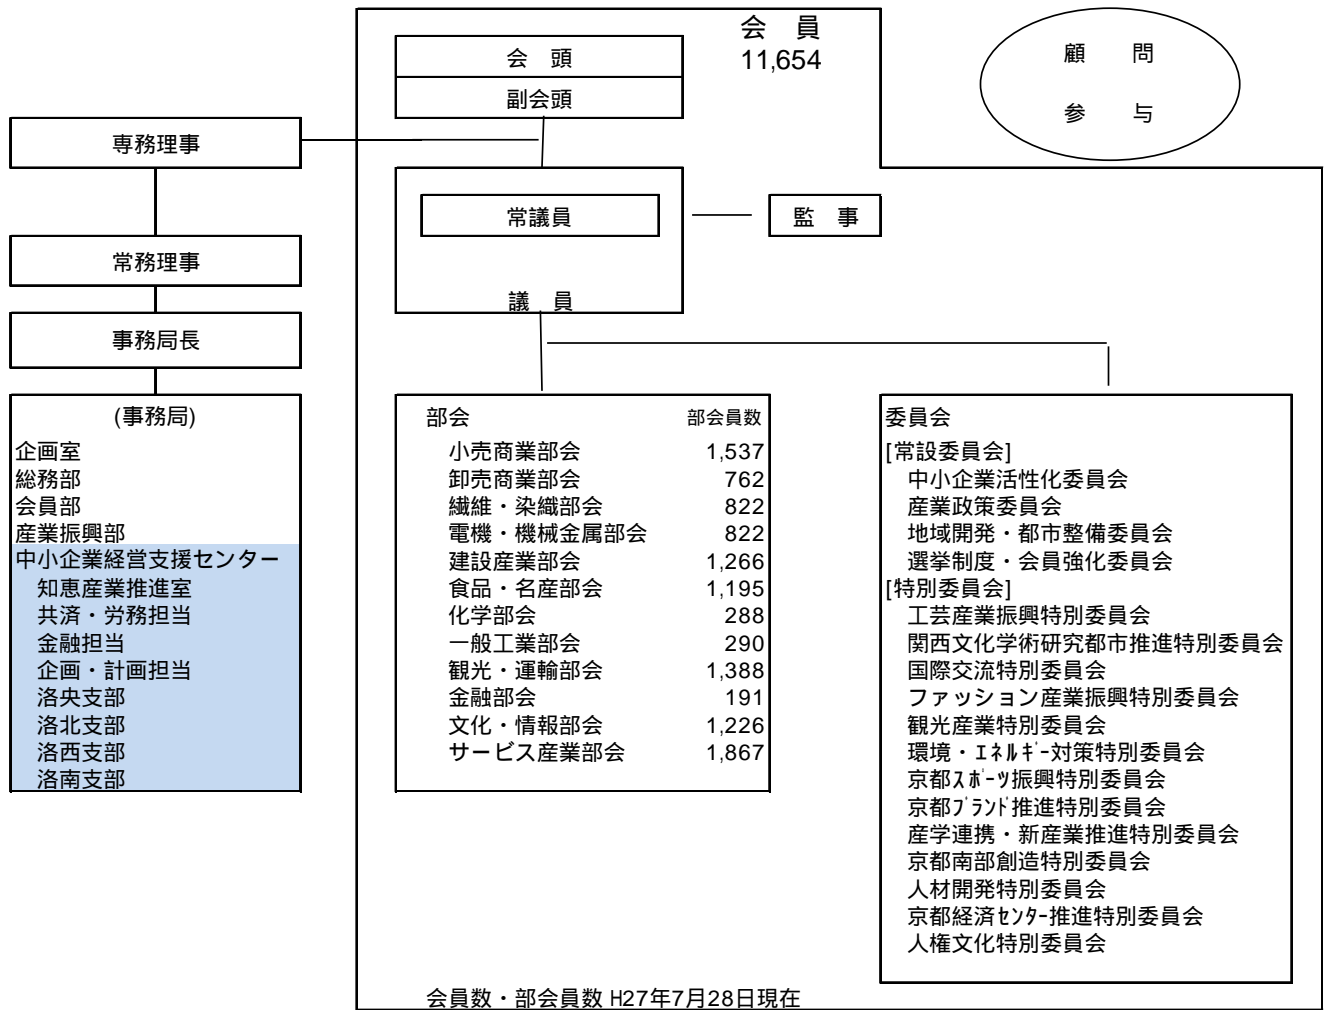 会　員
11,654
会　頭
副会頭
顧　問
参　与
専務理事
常務理事
事務局長
常議員
議　員
監　事
(事務局)
企画室
総務部
会員部
産業振興部
中小企業経営支援センター
知恵産業推進室
共済・労務担当
金融担当
企画・計画担当
洛央支部
洛北支部
洛西支部
洛南支部
部会　部会員数
小売商業部会　1,537
卸売商業部会　762
繊維・染織部会　822
電機・機械金属部会　822
建設産業部会　1,266
食品・名産部会　1,195
化学部会　288
一般工業部会　290
観光・運輸部会　1,388
金融部会　191
文化・情報部会　1,226
サービス産業部会　1,867
委員会
[常設委員会]
中小企業活性化委員会
産業政策委員会
地域開発・都市整備委員会
選挙制度・会員強化委員会
[特別委員会]
工芸産業振興特別委員会
関西文化学術研究都市推進特別委員会
国際交流特別委員会
ファッション産業振興特別委員会
観光産業特別委員会
環境・ｴﾈﾙｷﾞｰ対策特別委員会
京都ｽﾎﾟｰﾂ振興特別委員会
京都ﾌﾞﾗﾝﾄﾞ推進特別委員会
産学連携・新産業推進特別委員会
京都南部創造特別委員会
人材開発特別委員会
京都経済ｾﾝﾀｰ推進特別委員会
人権文化特別委員会
会員数・部会員数 H27年7月28日現在